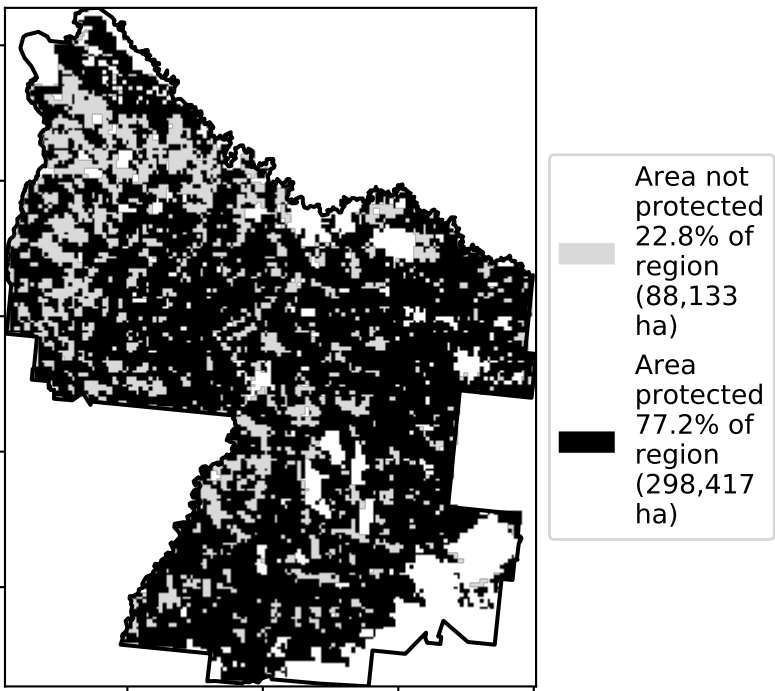 Area not
protected
22.8% of
region
(88,133
ha)
Area
protected
77.2% of
region
(298,417
ha)